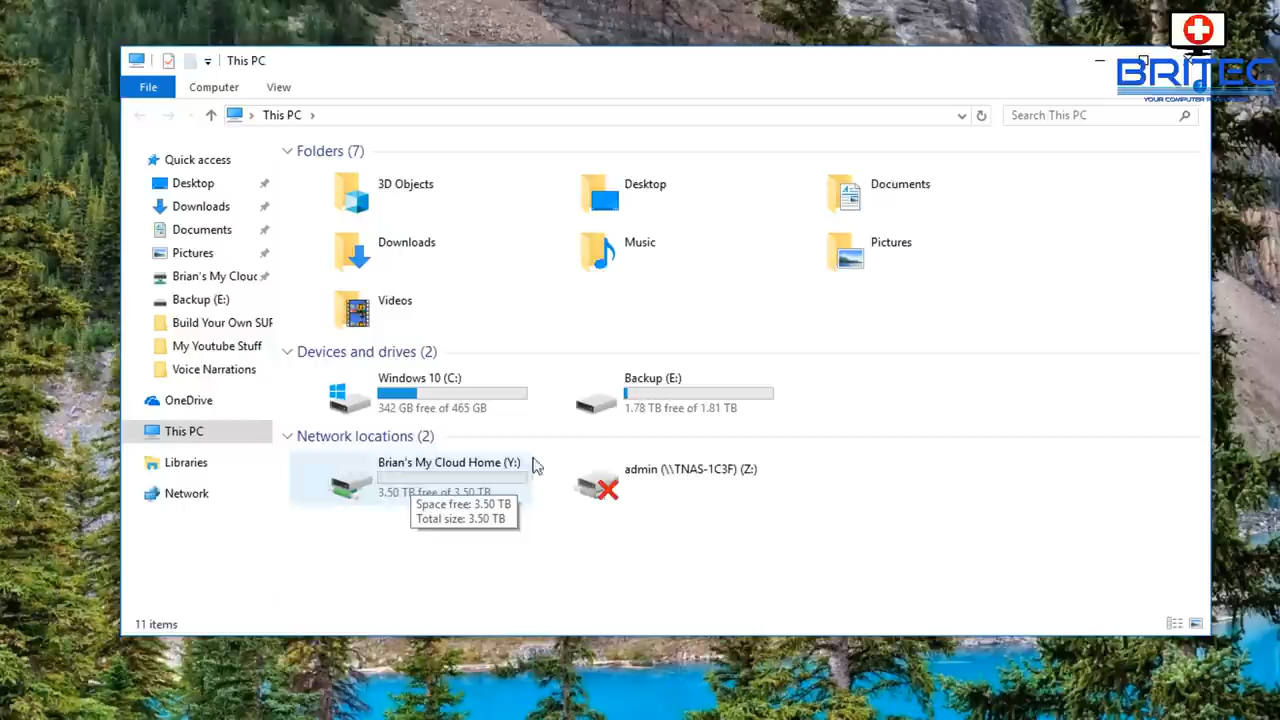 This PC
BRITEC
File
Computer
View
This PC
Search This PC
Quick access
Desktop
Downloads
Documents
Pictures
Brian's My Cloud
Backup (E:)
Build Your Own SUP
My Youtube Stuff
Voice Narrations
OneDrive
This PC
Libraries
Network
Folders (7)
3D Objects
Desktop
Documents
Downloads
Music
Pictures
Videos
Devices and drives (2)
Windows 10 (C:)
342 GB free of 465 GB
Backup (E:)
1.78 TB free of 1.81 TB
Network locations (2)
Brian's My Cloud Home (Y:)
3.50 TB free of 3.50 TB
Space free: 3.50 TB
Total size: 3.50 TB
admin (\\TNAS-1C3F) (Z:)
11 items